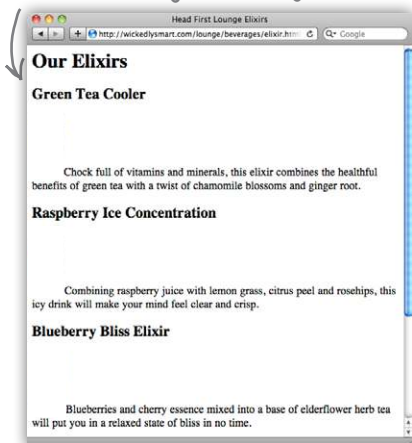 Head First Lounge Elixirs
http://wickedlysmart.com/lounge/beverages/elixir.html
Google
Our Elixirs
Green Tea Cooler
Chock full of vitamins and minerals, this elixir combines the healthful
benefits of green tea with a twist of chamomile blossoms and ginger root.
Raspberry Ice Concentration
Combining raspberry juice with lemon grass, citrus peel and rosehips, this
icy drink will make your mind feel clear and crisp.
Blueberry Bliss Elixir
Blueberries and cherry essence mixed into a base of elderflower herb tea
will put you in a relaxed state of bliss in no time.